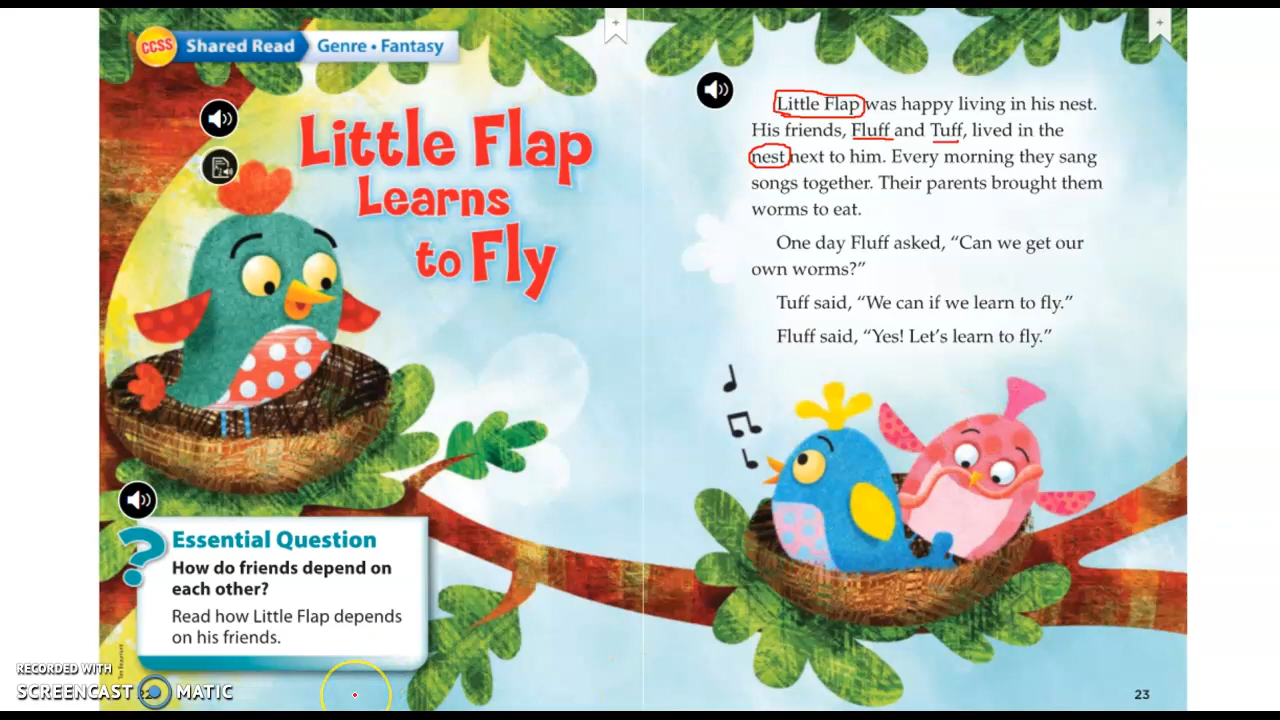 CCSS Shared Read Genre • Fantasy
Little Flap
Learns
to Fly
Essential Question
How do friends depend on
each other?
Read how Little Flap depends
on his friends.
Little Flap was happy living in his nest.
His friends, Fluff and Tuff, lived in the
nest next to him. Every morning they sang
songs together. Their parents brought them
worms to eat.
One day Fluff asked, “Can we get our
own worms?”
Tuff said, “We can if we learn to fly.”
Fluff said, “Yes! Let’s learn to fly.”
23
RECORDED WITH
SCREENCAST MATIC